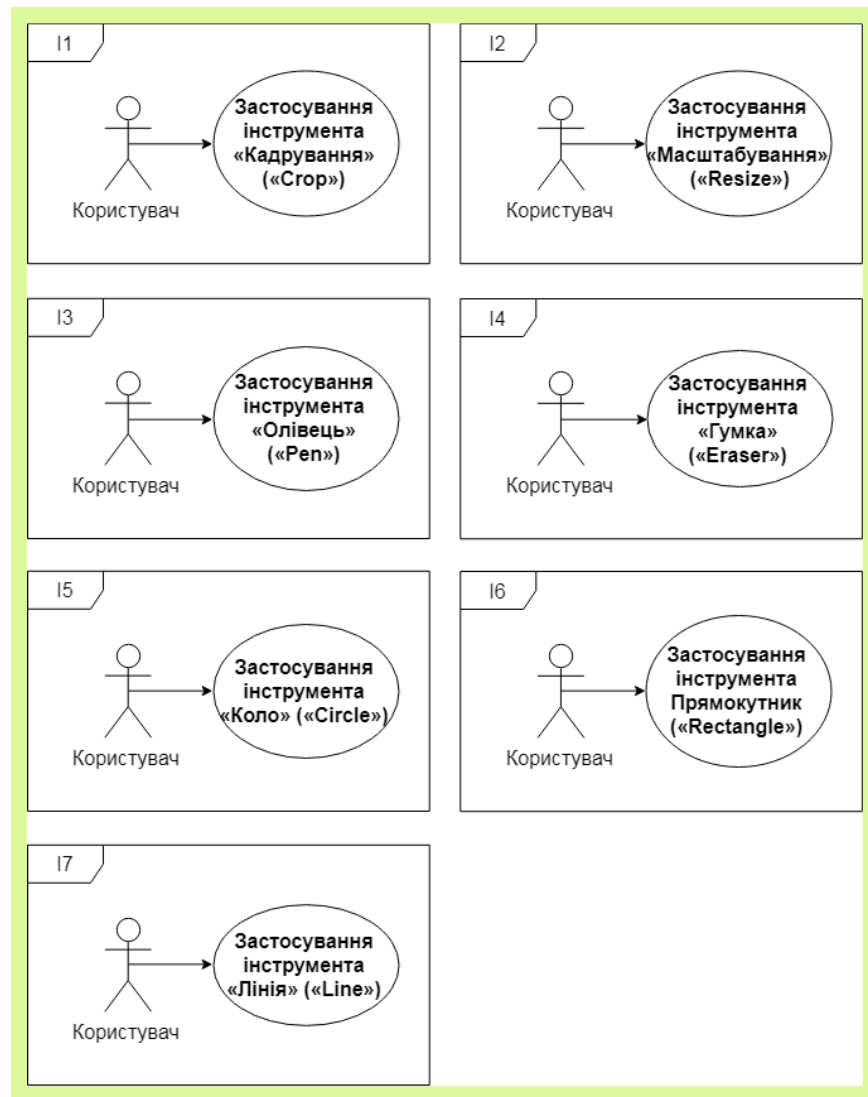 I1
Застосування
інструмента
«Кадрування»
(«Crop»)
Користувач
I2
Застосування
інструмента
«Масштабування»
(«Resize»)
Користувач
I3
Застосування
інструмента
«Олівець»
(«Pen»)
Користувач
I4
Застосування
інструмента
«Гумка»
(«Eraser»)
Користувач
I5
Застосування
інструмента
«Коло» («Circle»)
Користувач
I6
Застосування
інструмента
Прямокутник
(«Rectangle»)
Користувач
I7
Застосування
інструмента
«Лінія» («Line»)
Користувач